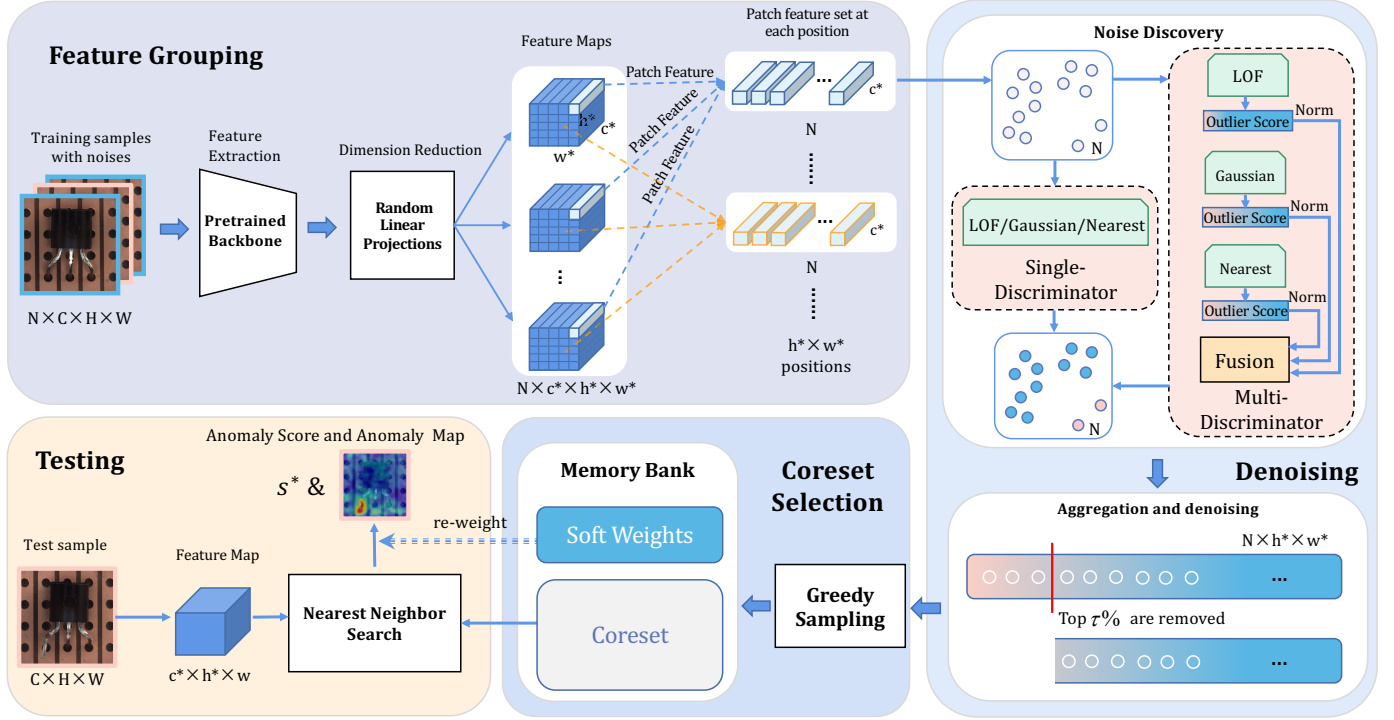 Feature Grouping
Training samples
with noises
N×C×H×W
Feature
Extraction
Pretrained
Backbone
Dimension Reduction
Random
Linear
Projections
Feature Maps
h*
c*
w*
N×c*×h*×w*
Patch Feature
Patch Feature
Patch Feature
Patch feature set at
each position
...
c*
N
...
c*
N
h*×w*
positions
Noise Discovery
N
LOF
Outlier Score
Norm
Gaussian
Outlier Score
Norm
Nearest
Outlier Score
Norm
Fusion
Multi-
Discriminator
LOF/Gaussian/Nearest
Single-
Discriminator
N
Denoising
Aggregation and denoising
N×h*×w*
...
Top τ% are removed
...
Greedy
Sampling
Coreset
Selection
Memory Bank
Soft Weights
Coreset
re-weight
Testing
Anomaly Score and Anomaly Map
s* &
Test sample
C×H×W
Feature Map
c*×h*×w
Nearest Neighbor
Search